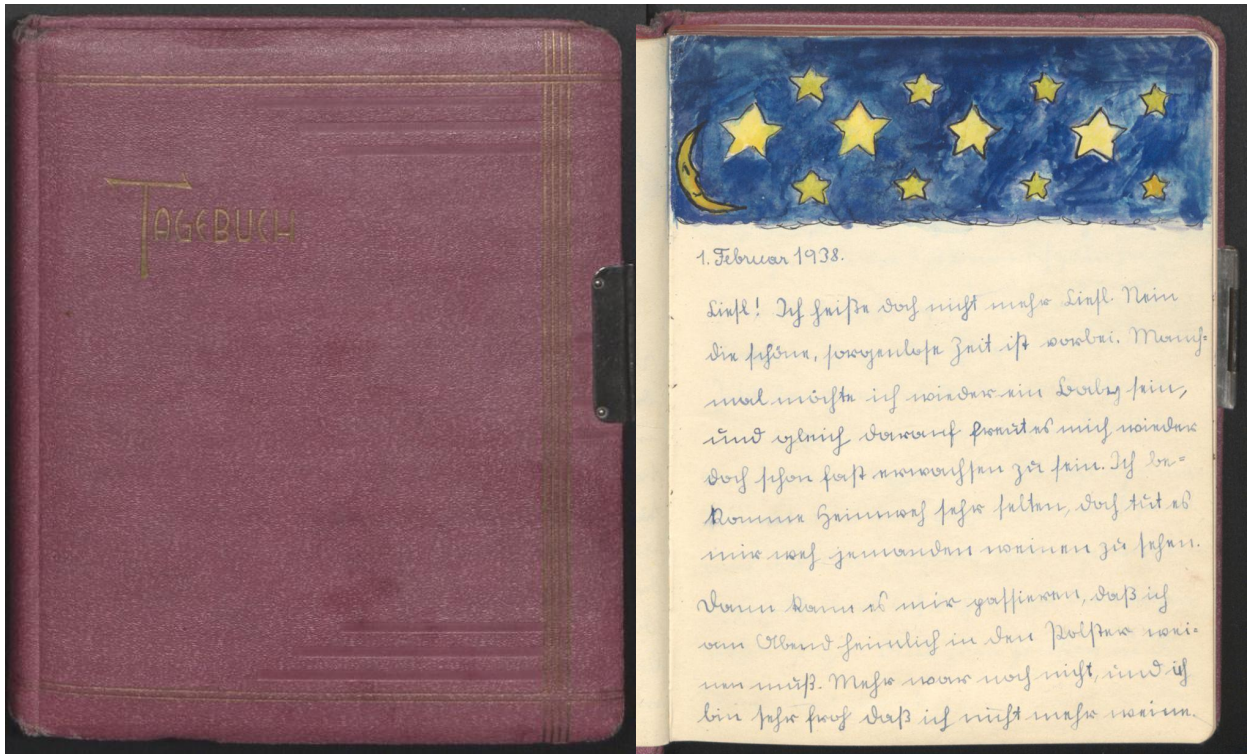 TAGEBUCH
1. Februar 1938.
Liesl! Ich heiße doch nicht mehr Liesl. Nein
die schöne, sorgenlose Zeit ist vorbei. Manch=
mal möchte ich wieder ein Baby sein,
und gleich darauf freut es mich wieder
doch schon fast erwachsen zu sein. Ich be=
komme Heimweh sehr selten, doch tut es
mir weh jemanden weinen zu sehen.
Dann kann es mir passieren, daß ich
am Abend heimlich in den Polster wei=
nen muß. Mehr war noch nicht, und ich
bin sehr froh daß ich nicht mehr weine.